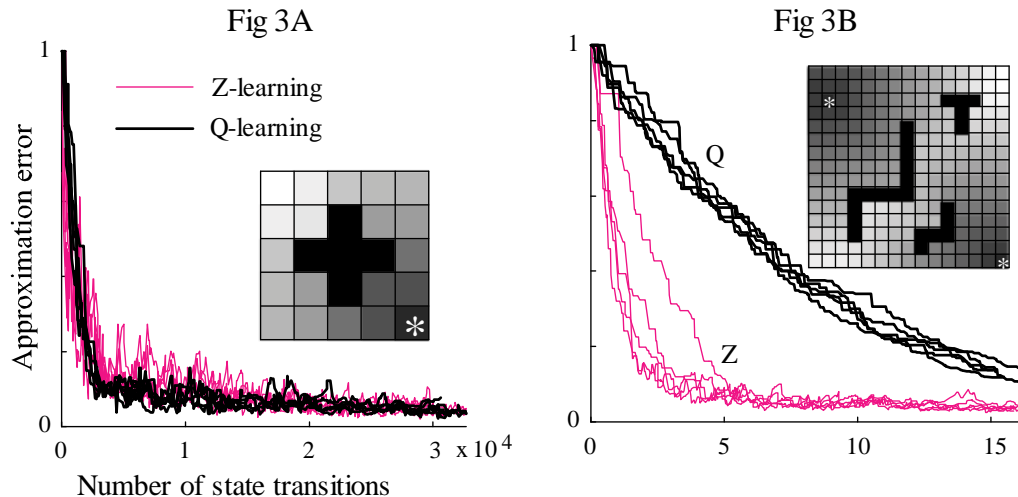 Fig 3A
Fig 3B
1
Z-learning
Q-learning
Approximation error
*
0
0
1
2
3
x 10^4
Number of state transitions
1
*
Q
Z
*
0
0
5
10
15